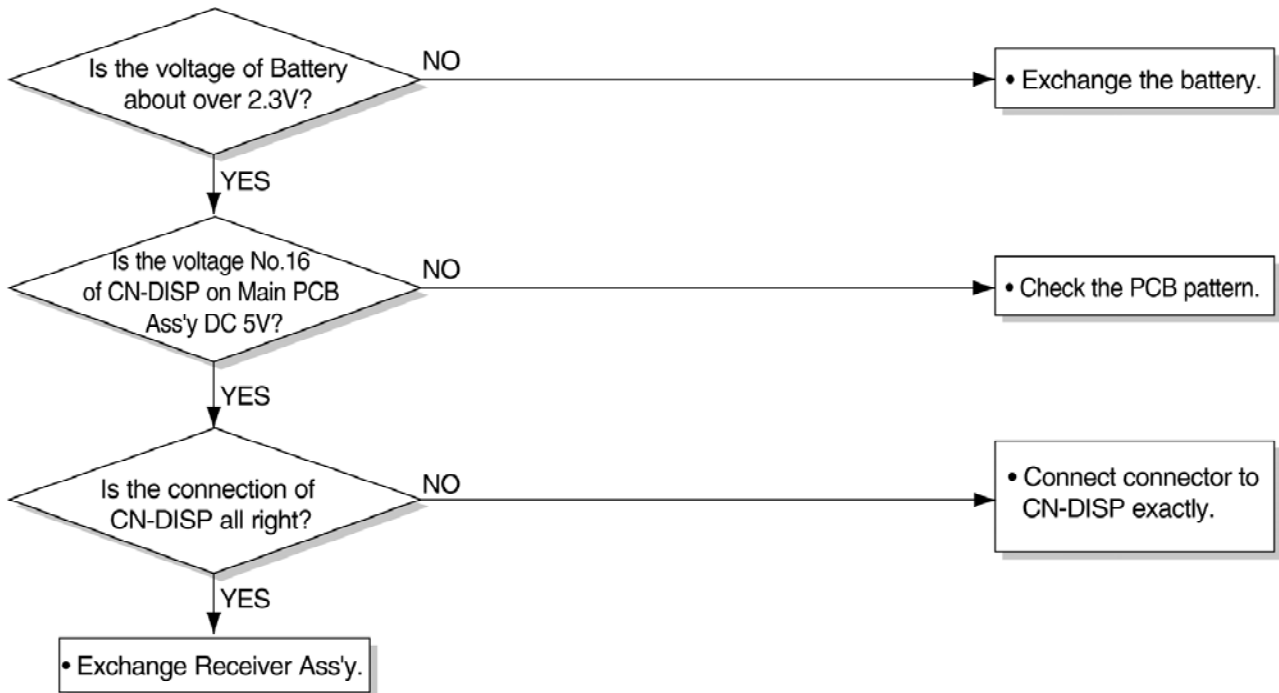 Is the voltage of Battery
about over 2.3V?
NO
• Exchange the battery.
YES
Is the voltage No.16
of CN-DISP on Main PCB
Ass'y DC 5V?
NO
• Check the PCB pattern.
YES
Is the connection of
CN-DISP all right?
NO
• Connect connector to
CN-DISP exactly.
YES
• Exchange Receiver Ass'y.